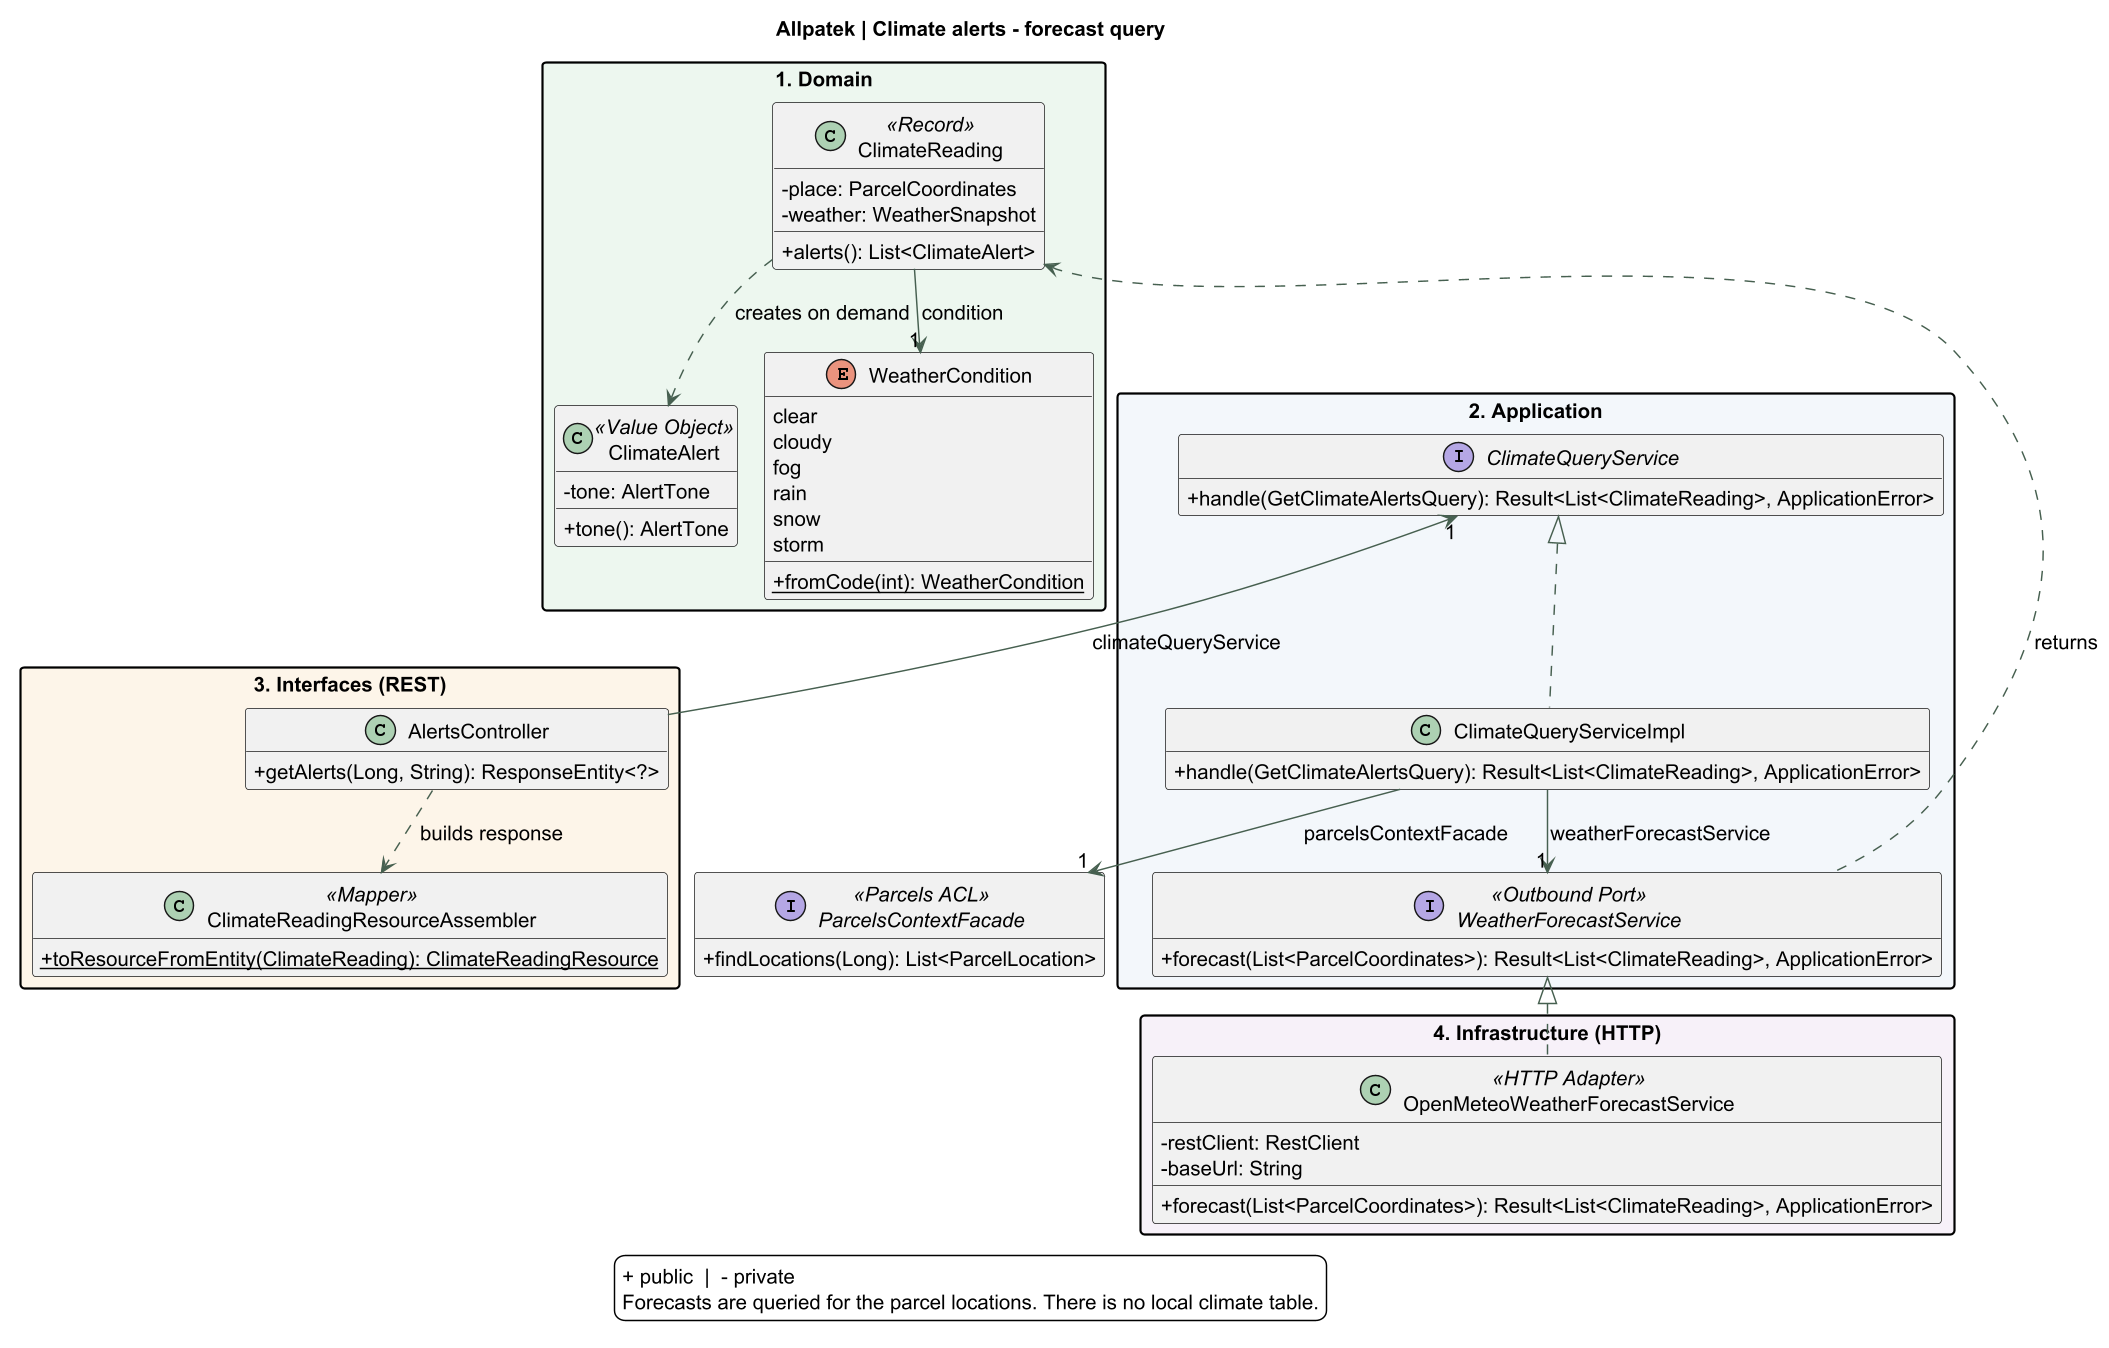 Allpatek | Climate alerts - forecast query
1. Domain
C
«Record»
ClimateReading
-place: ParcelCoordinates
-weather: WeatherSnapshot
+alerts(): List<ClimateAlert>
creates on demand
condition
1
E
WeatherCondition
clear
cloudy
fog
rain
snow
storm
+fromCode(int): WeatherCondition
C
«Value Object»
ClimateAlert
-tone: AlertTone
+tone(): AlertTone
2. Application
I
ClimateQueryService
+handle(GetClimateAlertsQuery): Result<List<ClimateReading>, ApplicationError>
1
climateQueryService
returns
3. Interfaces (REST)
C
AlertsController
+getAlerts(Long, String): ResponseEntity<?>
builds response
C
«Mapper»
ClimateReadingResourceAssembler
+toResourceFromEntity(ClimateReading): ClimateReadingResource
C
ClimateQueryServiceImpl
+handle(GetClimateAlertsQuery): Result<List<ClimateReading>, ApplicationError>
parcelsContextFacade
weatherForecastService
1
1
I
«Parcels ACL»
ParcelsContextFacade
+findLocations(Long): List<ParcelLocation>
I
«Outbound Port»
WeatherForecastService
+forecast(List<ParcelCoordinates>): Result<List<ClimateReading>, ApplicationError>
4. Infrastructure (HTTP)
C
«HTTP Adapter»
OpenMeteoWeatherForecastService
-restClient: RestClient
-baseUrl: String
+forecast(List<ParcelCoordinates>): Result<List<ClimateReading>, ApplicationError>
+ public | - private
Forecasts are queried for the parcel locations. There is no local climate table.